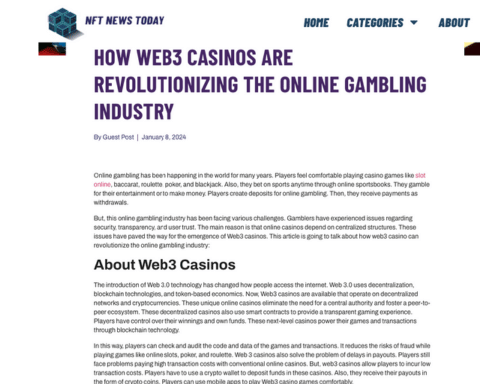 NFT NEWS TODAY
HOME CATEGORIES ABOUT
HOW WEB3 CASINOS ARE
REVOLUTIONIZING THE ONLINE GAMBLING
INDUSTRY
By Guest Post | January 8, 2024
Online gambling has been happening in the world for many years. Players feel comfortable playing casino games like slot
online, baccarat, roulette. poker, and blackjack. Also, they bet on sports anytime through online sportsbooks. They gamble
for their entertainment or to make money. Players create deposits for online gambling. Then, they receive payments as
withdrawals.
But, this online gambling industry has been facing various challenges. Gamblers have experienced issues regarding
security, transparency, and user trust. The main reason is that online casinos depend on centralized structures. These
issues have paved the way for the emergence of Web3 casinos. This article is going to talk about how web3 casino can
revolutionize the online gambling industry:
About Web3 Casinos
The introduction of Web 3.0 technology has changed how people access the internet. Web 3.0 uses decentralization,
blockchain technologies, and token-based economics. Now, Web3 casinos are available that operate on decentralized
networks and cryptocurrencies. These unique online casinos eliminate the need for a central authority and foster a peer-to-
peer ecosystem. These decentralized casinos also use smart contracts to provide a transparent gaming experience.
Players have control over their winnings and own funds. These next-level casinos power their games and transactions
through blockchain technology.
In this way, players can check and audit the code and data of the games and transactions. It reduces the risks of fraud while
playing games like online slots, poker, and roulette. Web 3 casinos also solve the problem of delays in payouts. Players still
face problems paying high transaction costs with conventional online casinos. But, web3 casinos allow players to incur low
transaction costs. Players have to use a crypto wallet to deposit funds in these casinos. Also, they receive their payouts in
the form of crypto coins. Players can use mobile apps to play Web3 casino games comfortably.